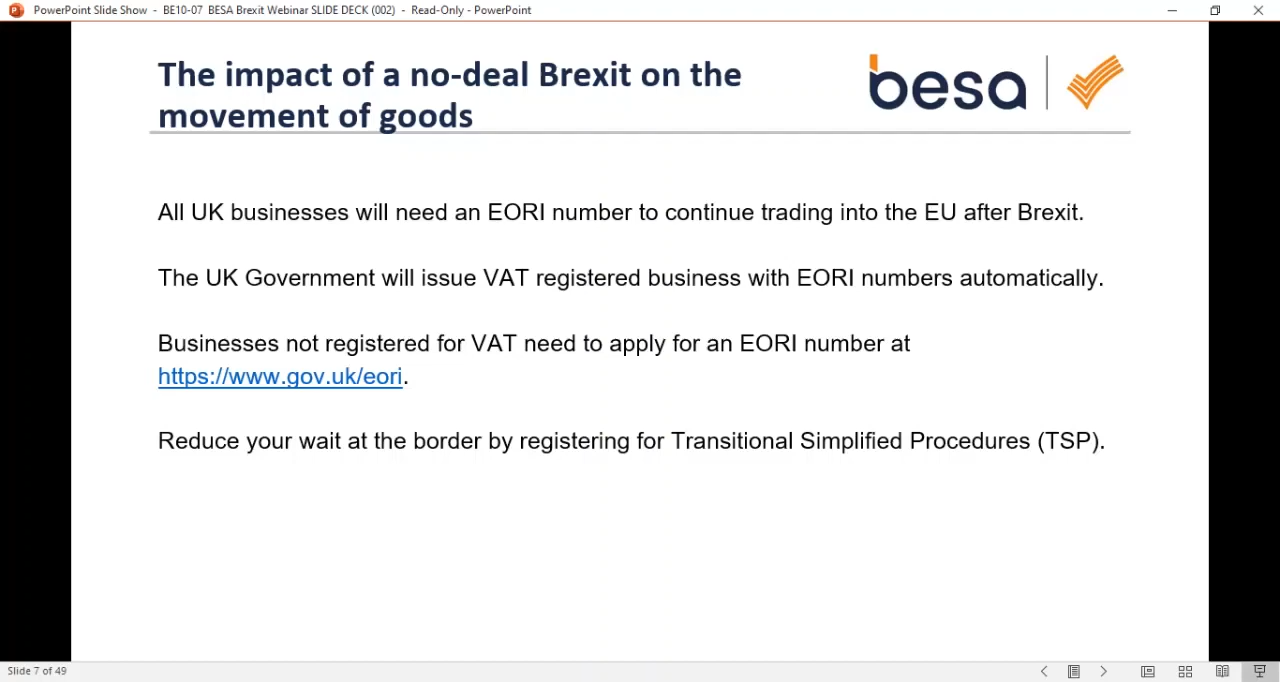 PowerPoint Slide Show - BE10-07 BESA Brexit Webinar SLIDE DECK (002) - Read-Only - PowerPoint
The impact of a no-deal Brexit on the
movement of goods
besa
All UK businesses will need an EORI number to continue trading into the EU after Brexit.
The UK Government will issue VAT registered business with EORI numbers automatically.
Businesses not registered for VAT need to apply for an EORI number at
https://www.gov.uk/eori.
Reduce your wait at the border by registering for Transitional Simplified Procedures (TSP).
Slide 7 of 49